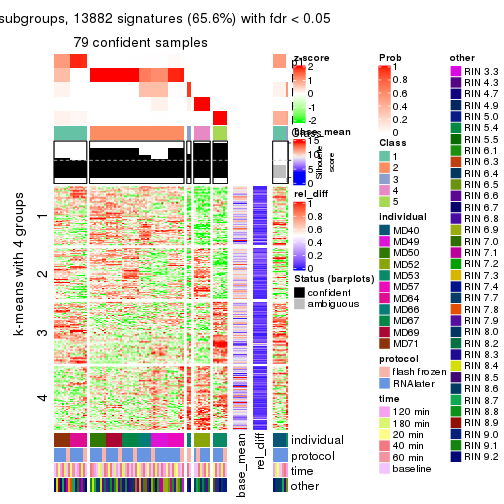 subgroups, 13882 signatures (65.6%) with fdr < 0.05
79 confident samples
k-means with 4 groups
1
2
3
4
Class
silhouette
score
base_mean
rel_diff
individual
protocol
time
other
z-score
2
1
0
-1
-2
base_mean
15
10
5
0
rel_diff
1
0.8
0.6
0.4
0.2
0
Status (barplots)
confident
ambiguous
Prob
1
0.8
0.6
0.4
0.2
0
Class
1
2
3
4
5
individual
MD40
MD49
MD50
MD52
MD53
MD57
MD64
MD66
MD67
MD69
MD71
protocol
flash frozen
RNAlater
time
120 min
180 min
20 min
40 min
60 min
baseline
other
RIN 3.3
RIN 4.3
RIN 4.7
RIN 4.9
RIN 5.0
RIN 5.4
RIN 5.5
RIN 6.1
RIN 6.3
RIN 6.4
RIN 6.5
RIN 6.6
RIN 6.7
RIN 6.8
RIN 6.9
RIN 7.0
RIN 7.1
RIN 7.2
RIN 7.3
RIN 7.4
RIN 7.7
RIN 7.8
RIN 7.9
RIN 8.0
RIN 8.2
RIN 8.3
RIN 8.4
RIN 8.5
RIN 8.6
RIN 8.7
RIN 8.8
RIN 8.9
RIN 9.0
RIN 9.1
RIN 9.2